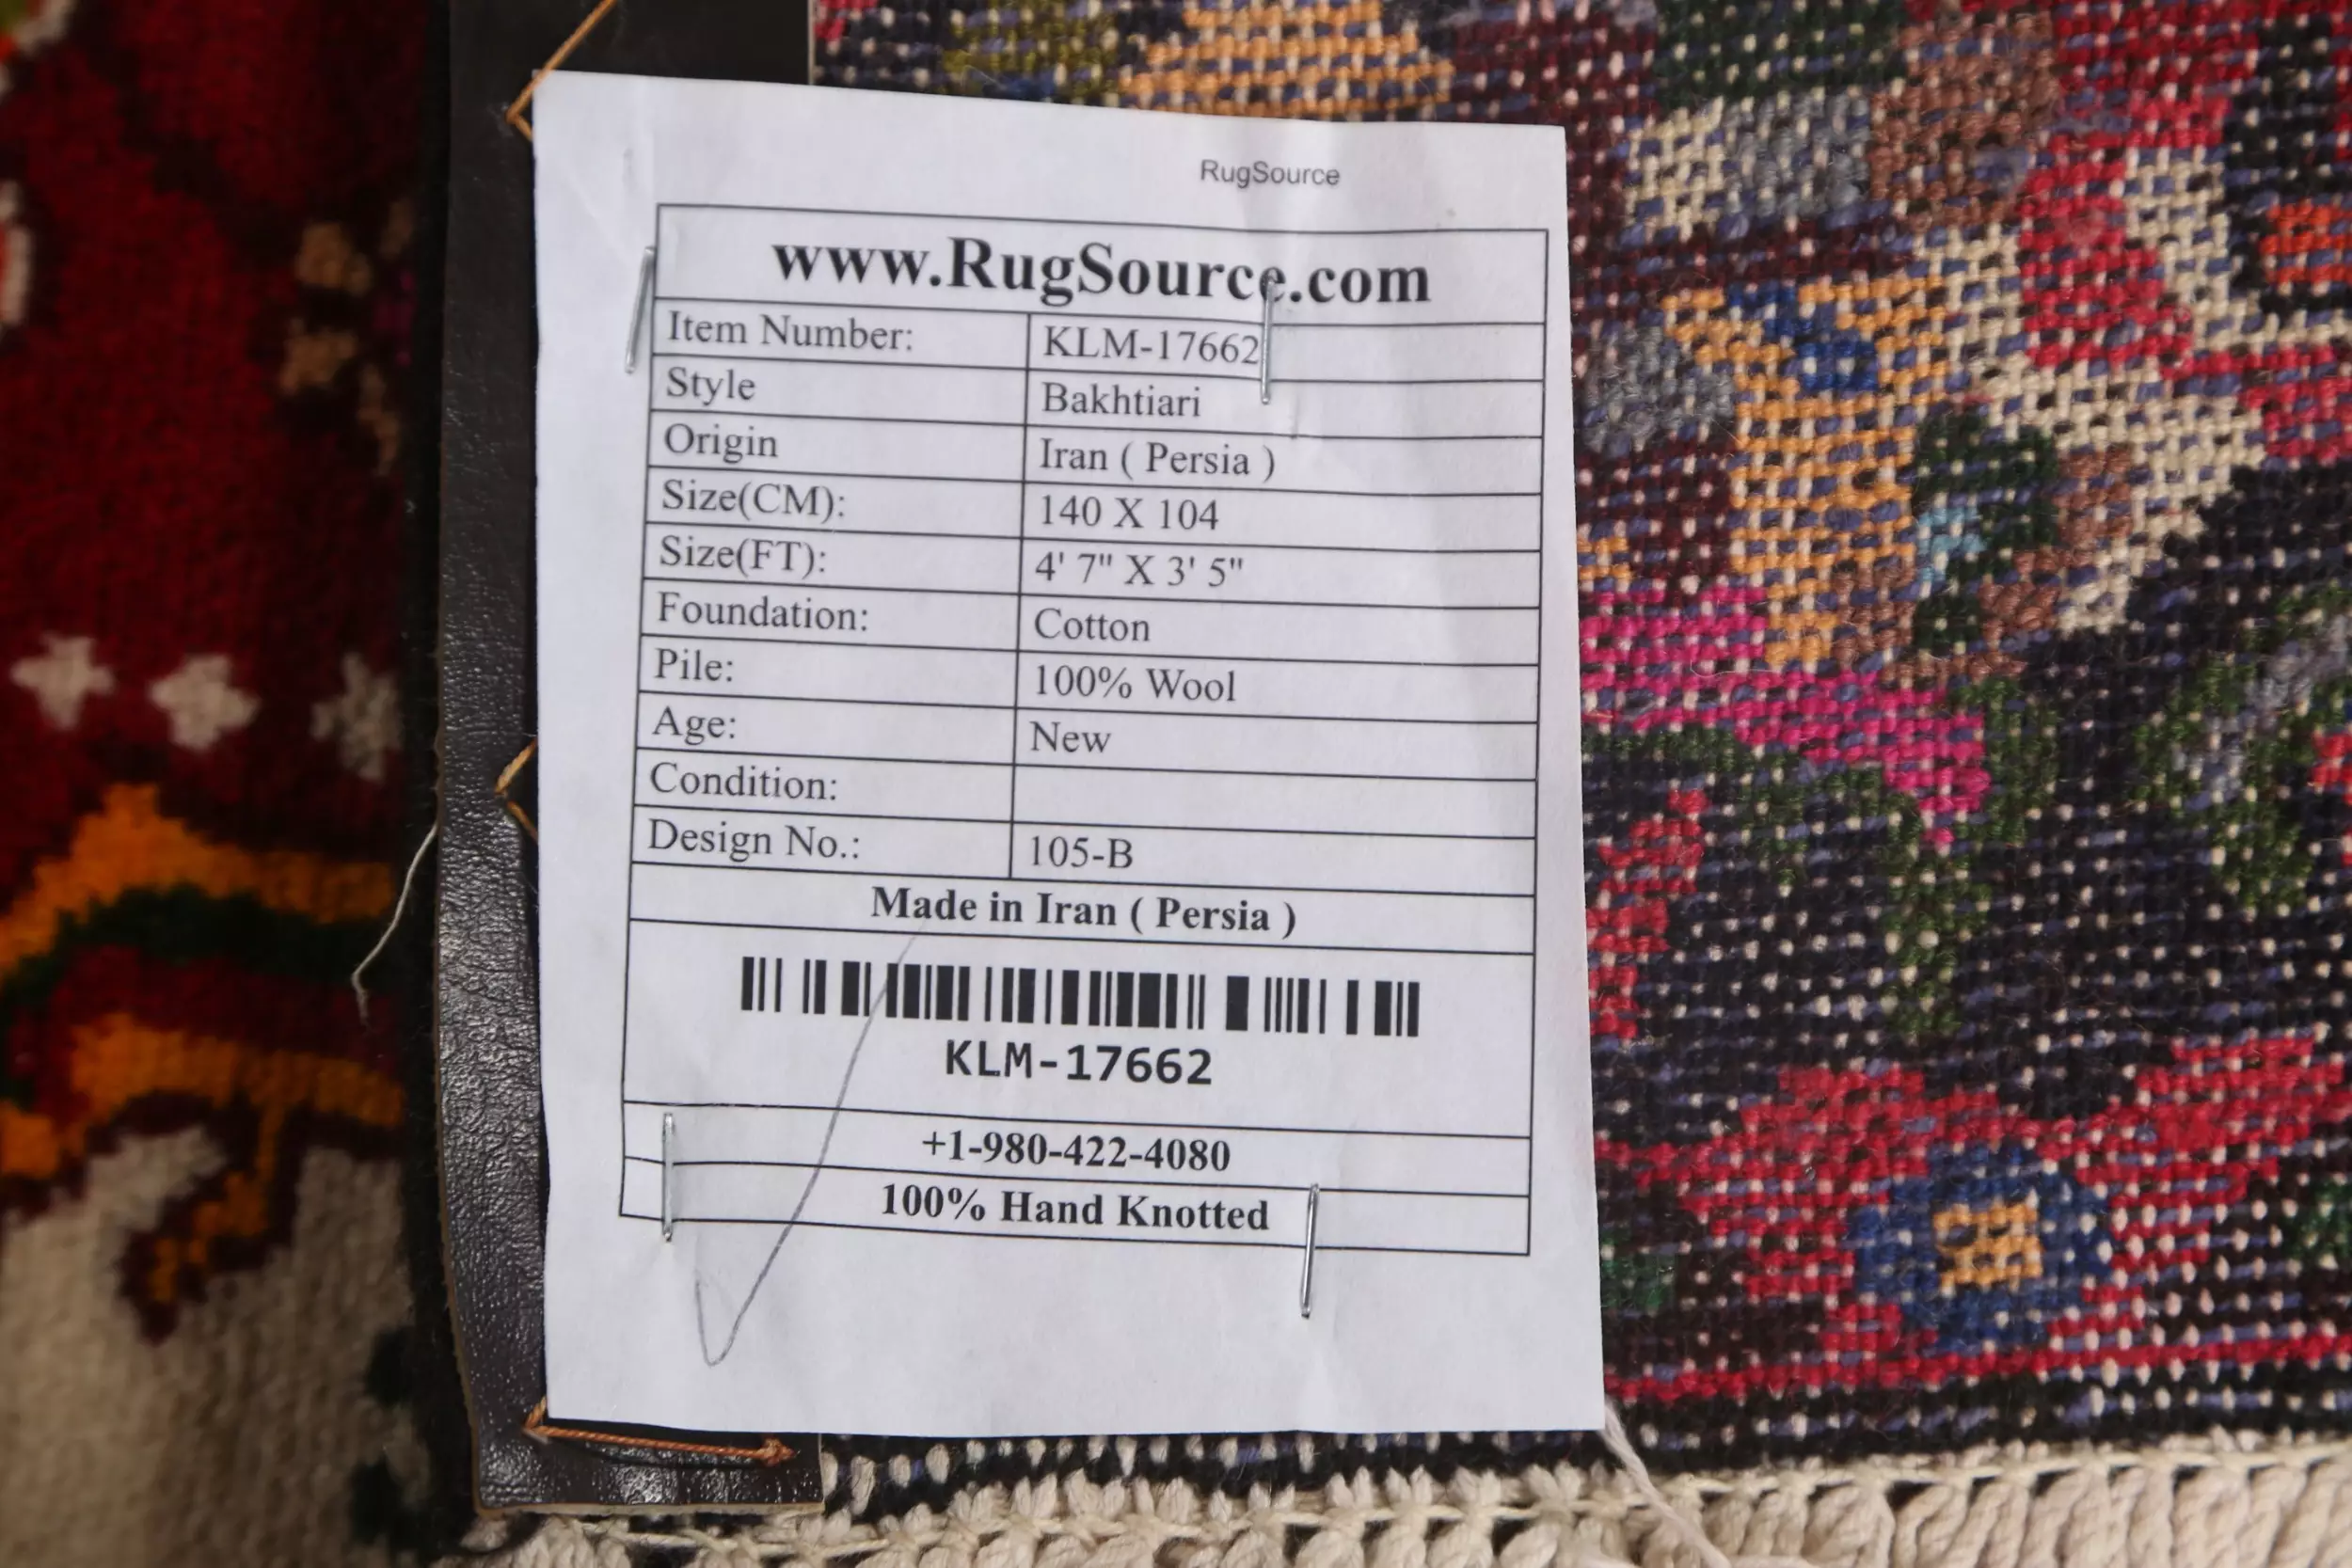 RugSource
www.RugSource.com
Item Number: KLM-17662
Style Bakhtiari
Origin Iran ( Persia )
Size(CM): 140 X 104
Size(FT): 4' 7" X 3' 5"
Foundation: Cotton
Pile: 100% Wool
Age: New
Condition:
Design No.: 105-B
Made in Iran ( Persia )
KLM-17662
+1-980-422-4080
100% Hand Knotted